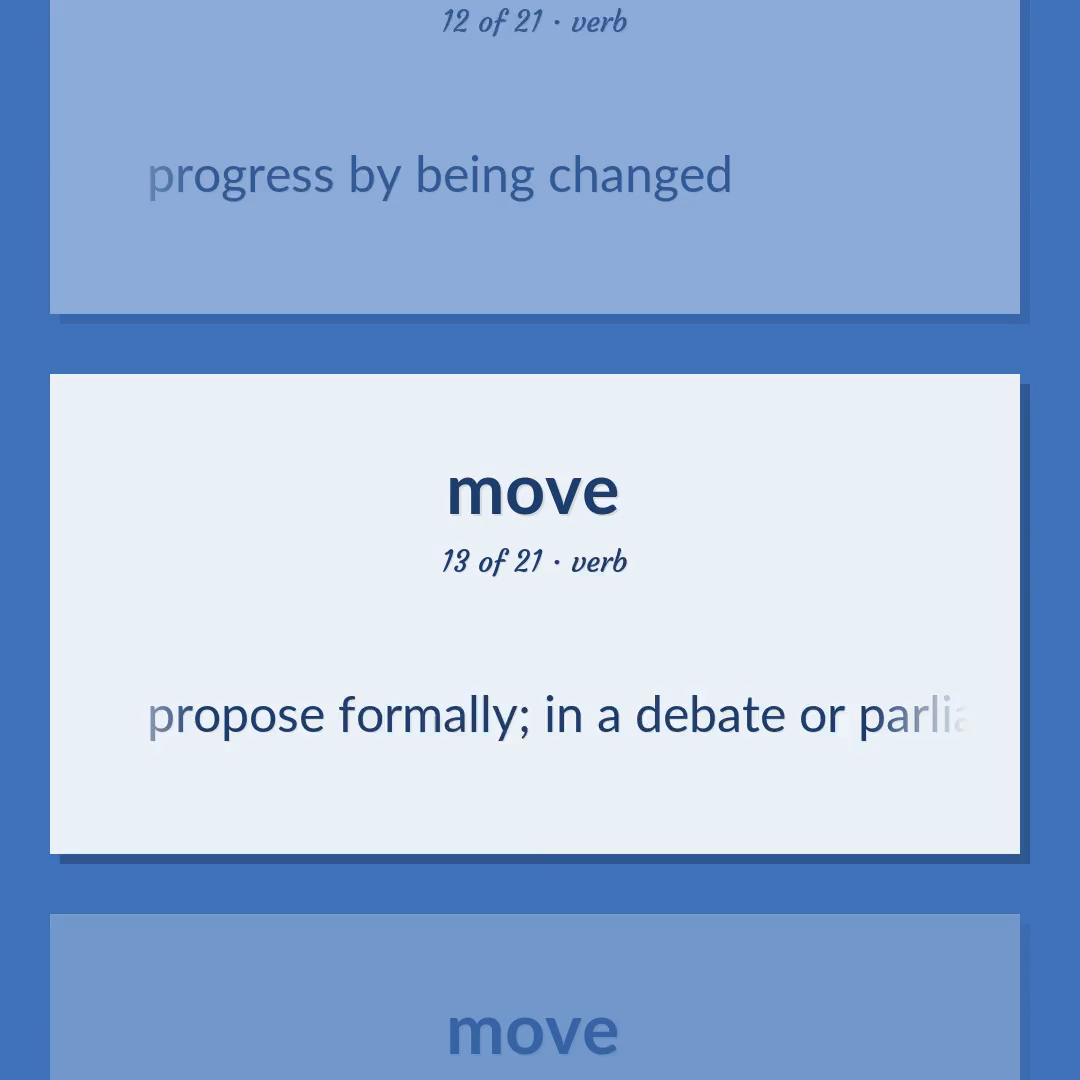 12 of 21 · verb
progress by being changed
move
13 of 21 · verb
propose formally; in a debate or
move